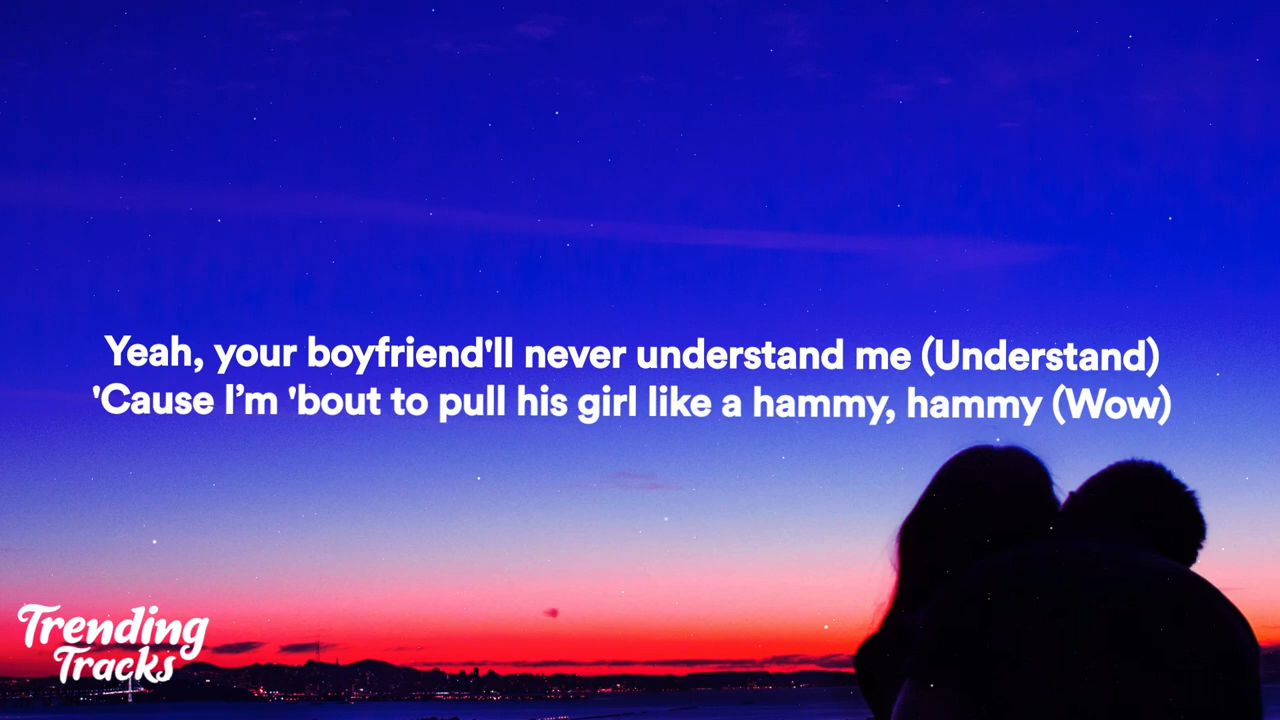 Yeah, your boyfriend'll never understand me (Understand)
'Cause I’m 'bout to pull his girl like a hammy, hammy (Wow)
Trending
Tracks